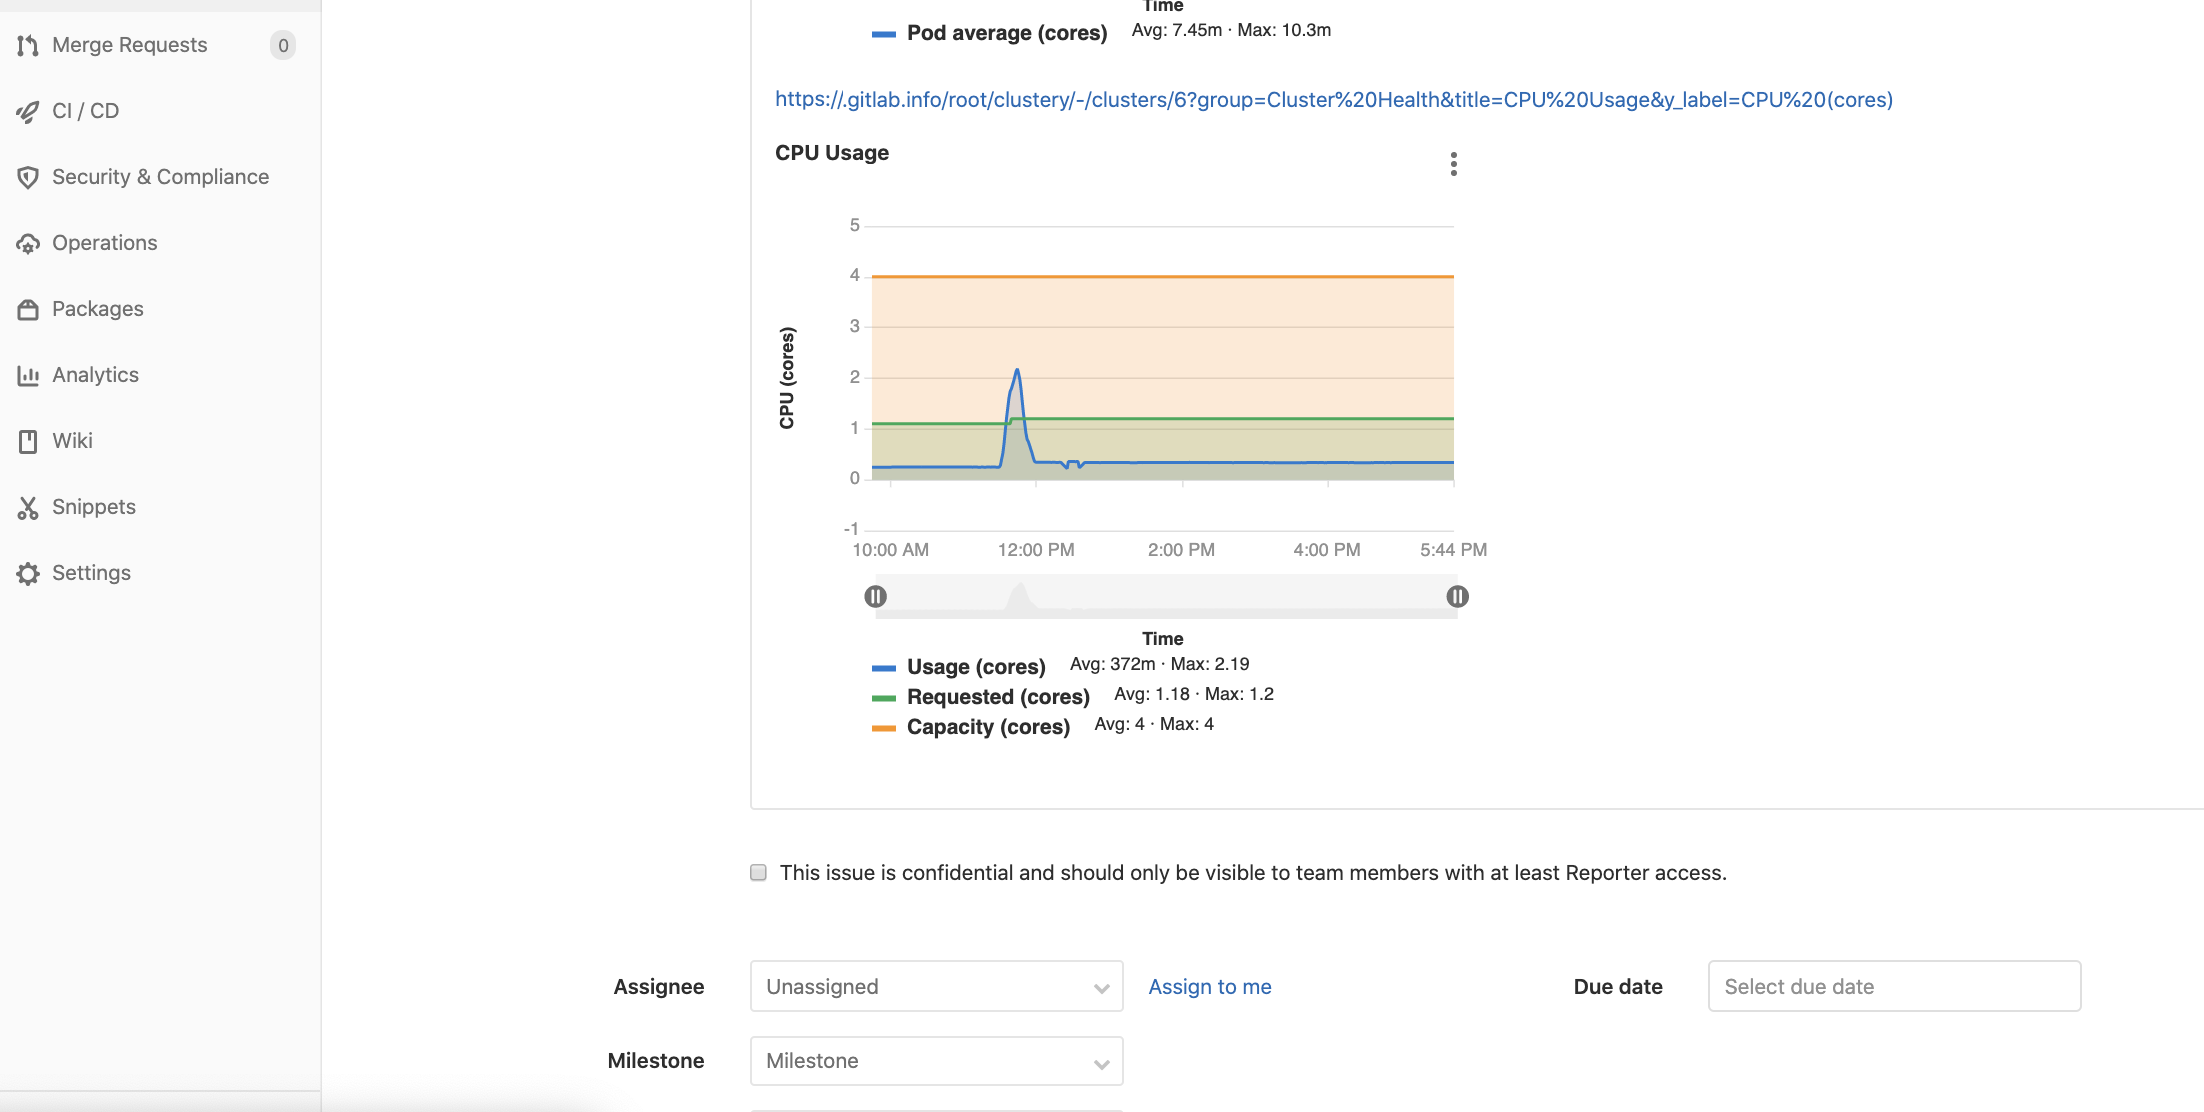 Merge Requests 0
CI / CD
Security & Compliance
Operations
Packages
Analytics
Wiki
Snippets
Settings
Time
Pod average (cores) Avg: 7.45m · Max: 10.3m
https://.gitlab.info/root/clustery/-/clusters/6?group=Cluster%20Health&title=CPU%20Usage&y_label=CPU%20(cores)
CPU Usage
CPU (cores)
5
4
3
2
1
0
-1
10:00 AM 12:00 PM 2:00 PM 4:00 PM 5:44 PM
Time
Usage (cores) Avg: 372m · Max: 2.19
Requested (cores) Avg: 1.18 · Max: 1.2
Capacity (cores) Avg: 4 · Max: 4
This issue is confidential and should only be visible to team members with at least Reporter access.
Assignee Unassigned Assign to me Due date Select due date
Milestone Milestone